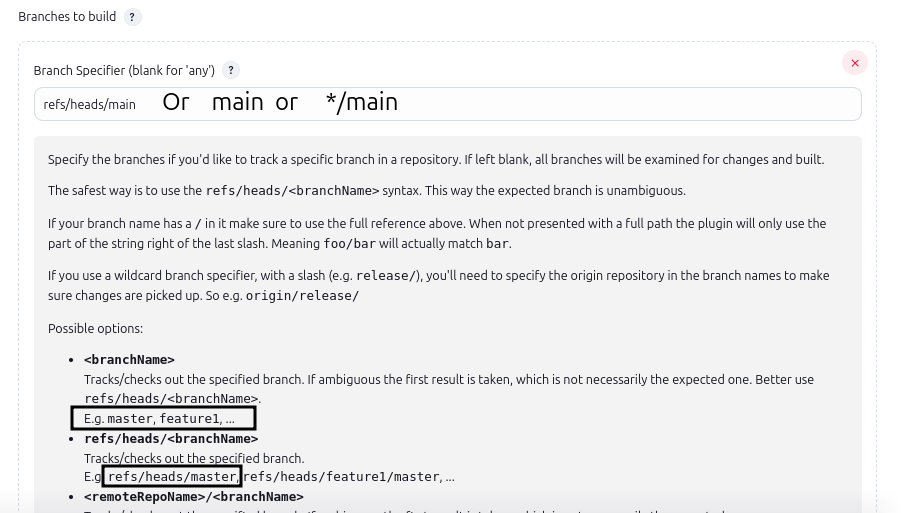 Branches to build ?
Branch Specifier (blank for 'any') ?
refs/heads/main Or main or */main
Specify the branches if you'd like to track a specific branch in a repository. If left blank, all branches will be examined for changes and built.
The safest way is to use the refs/heads/<branchName> syntax. This way the expected branch is unambiguous.
If your branch name has a / in it make sure to use the full reference above. When not presented with a full path the plugin will only use the
part of the string right of the last slash. Meaning foo/bar will actually match bar.
If you use a wildcard branch specifier, with a slash (e.g. release/), you'll need to specify the origin repository in the branch names to make
sure changes are picked up. So e.g. origin/release/
Possible options:
• <branchName>
Tracks/checks out the specified branch. If ambiguous the first result is taken, which is not necessarily the expected one. Better use
refs/heads/<branchName>.
E.g. master, feature1, ...
• refs/heads/<branchName>
Tracks/checks out the specified branch.
E.g. refs/heads/master, refs/heads/feature1/master, ...
• <remoteRepoName>/<branchName>